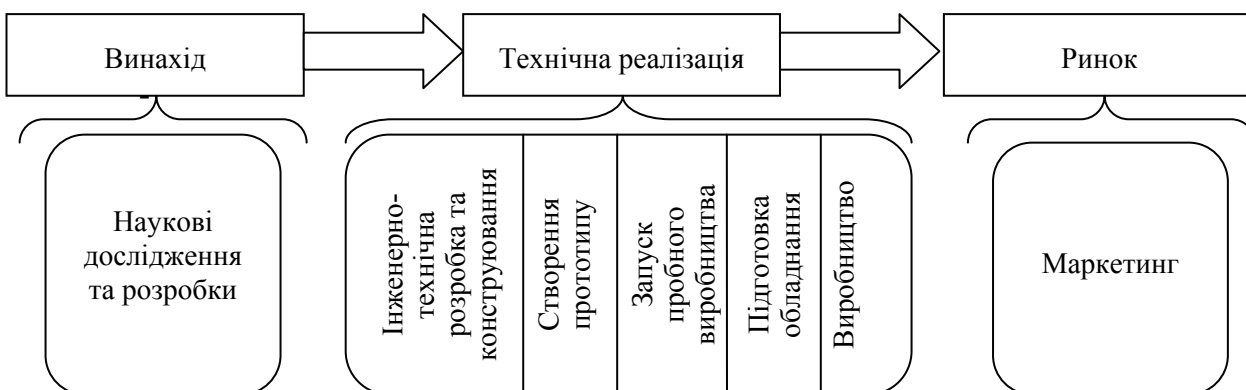 Винахід
Технічна реалізація
Ринок
Наукові
дослідження
та розробки
Інженерно-
технічна
розробка та
конструювання
Створення
прототипу
Запуск
пробного
виробництва
Підготовка
обладнання
Виробництво
Маркетинг